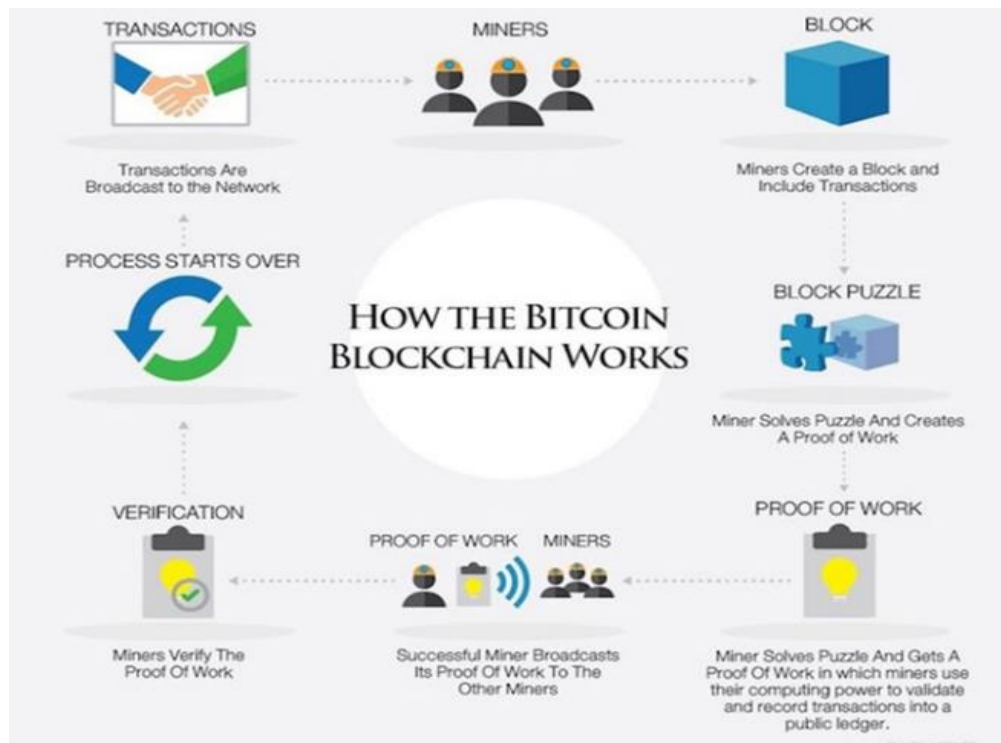 TRANSACTIONS
MINERS
BLOCK
Transactions Are
Broadcast to the Network
Miners Create a Block and
Include Transactions
PROCESS STARTS OVER
HOW THE BITCOIN
BLOCKCHAIN WORKS
BLOCK PUZZLE
Miner Solves Puzzle And Creates
A Proof of Work
VERIFICATION
PROOF OF WORK
MINERS
PROOF OF WORK
Miners Verify The
Proof Of Work
Successful Miner Broadcasts
Its Proof Of Work To The
Other Miners
Miner Solves Puzzle And Gets A
Proof Of Work in which miners use
their computing power to validate
and record transactions into a
public ledger.